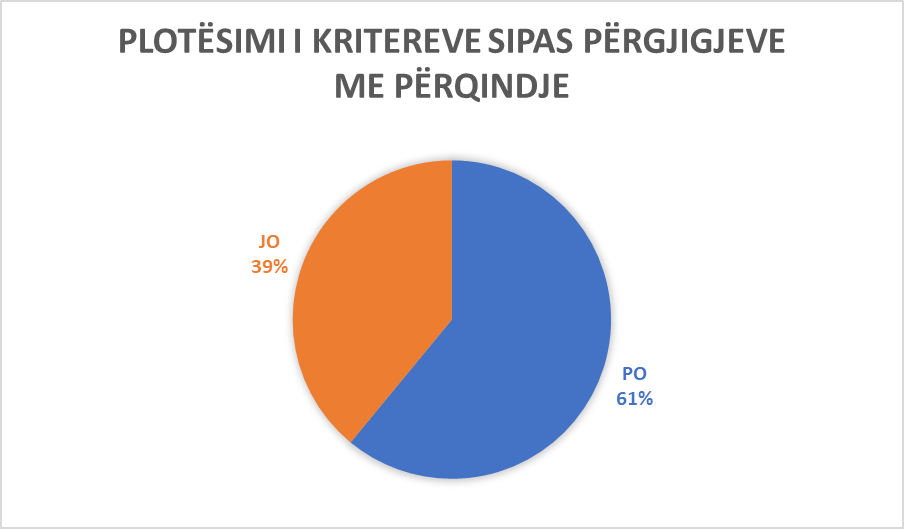 PLOTËSIMI I KRITEREVE SIPAS PËRGJIGJEVE
ME PËRQINDJE
JO
39%
PO
61%